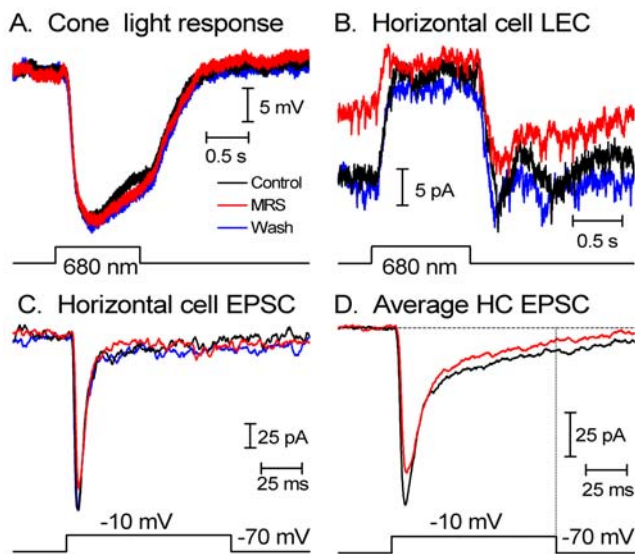 A. Cone light response
5 mV
0.5 s
Control
MRS
Wash
680 nm
B. Horizontal cell LEC
5 pA
0.5 s
680 nm
C. Horizontal cell EPSC
25 pA
25 ms
-10 mV
-70 mV
D. Average HC EPSC
25 pA
25 ms
-10 mV
-70 mV